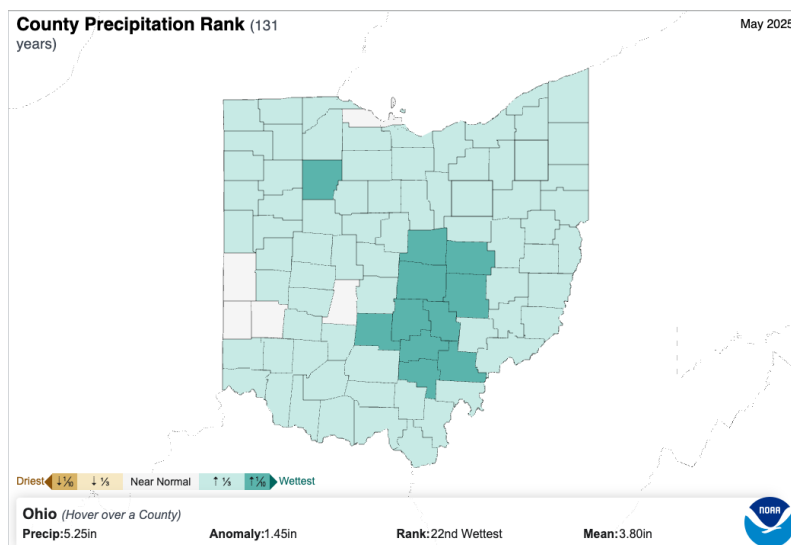 County Precipitation Rank (131
years)
May 2025
Driest ↓⅒ ↓⅓ Near Normal ↑⅓ ↑⅒ Wettest
Ohio (Hover over a County)
Precip:5.25in Anomaly:1.45in Rank:22nd Wettest Mean:3.80in
NOAA